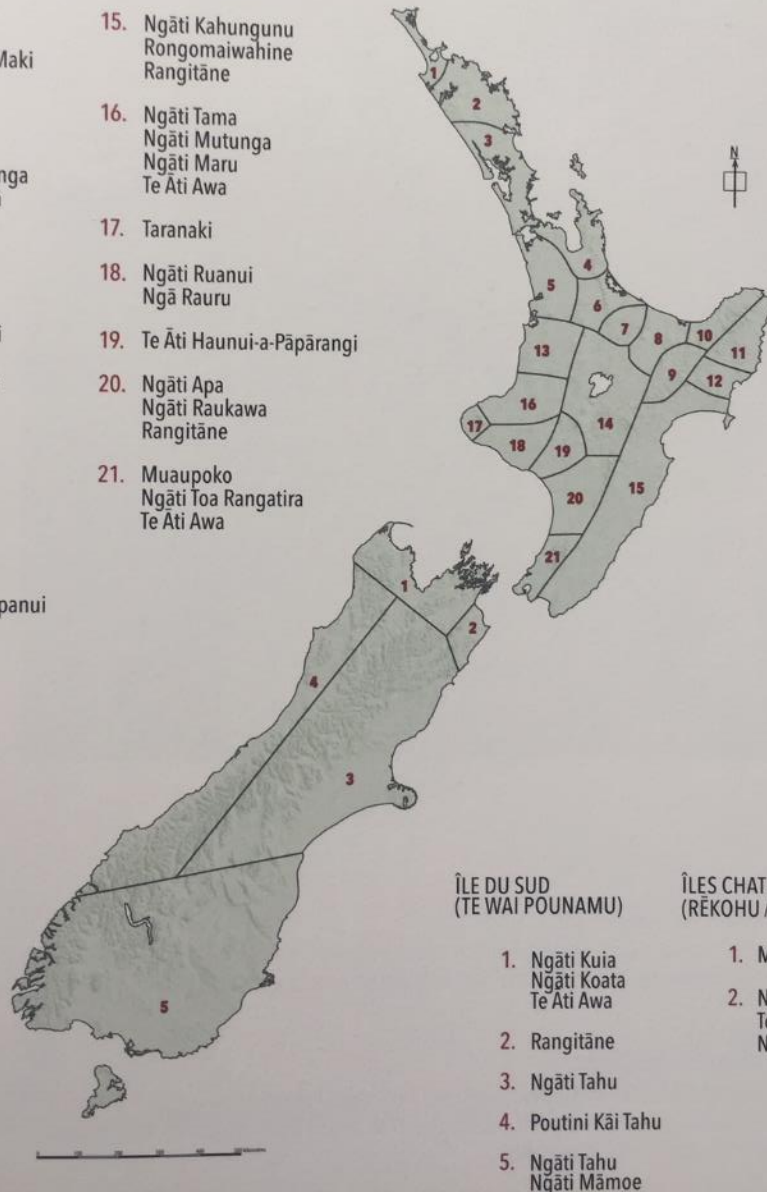 15. Ngāti Kahungunu
Rongomaiwahine
Rangitāne
16. Ngāti Tama
Ngāti Mutunga
Ngāti Maru
Te Āti Awa
17. Taranaki
18. Ngāti Ruanui
Ngā Rauru
19. Te Āti Haunui-a-Pāpārangi
20. Ngāti Apa
Ngāti Raukawa
Rangitāne
21. Muaupoko
Ngāti Toa Rangatira
Te Āti Awa
N
1
2
3
4
5
6
7
8
9
10
11
12
13
14
15
16
17
18
19
20
21
1
2
3
4
5
ÎLE DU SUD
(TE WAI POUNAMU)
1. Ngāti Kuia
Ngāti Koata
Te Āti Awa
2. Rangitāne
3. Ngāti Tahu
4. Poutini Kāi Tahu
5. Ngāti Tahu
Ngāti Māmoe
ÎLES CHAT
(RĒKOHU /
1. M
2. N